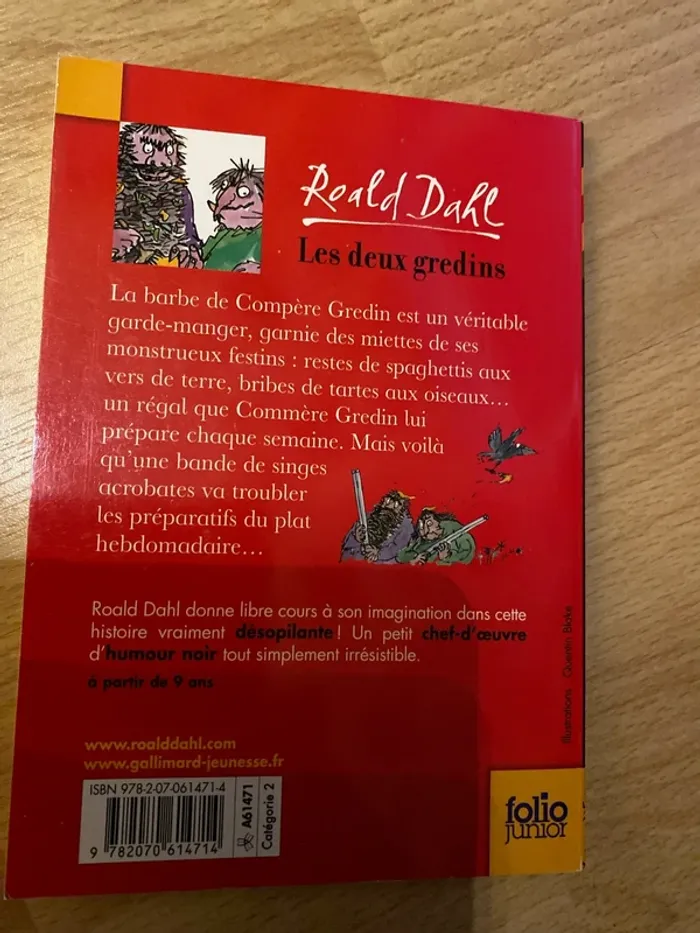 Roald Dahl
Les deux gredins
La barbe de Compère Gredin est un véritable
garde-manger, garnie des miettes de ses
monstrueux festins : restes de spaghettis aux
vers de terre, bribes de tartes aux oiseaux...
un régal que Commère Gredin lui
prépare chaque semaine. Mais voilà
qu'une bande de singes
acrobates va troubler
les préparatifs du plat
hebdomadaire...
Roald Dahl donne libre cours à son imagination dans cette
histoire vraiment désopilante! Un petit chef-d'œuvre
d'humour noir tout simplement irrésistible.
à partir de 9 ans
Illustrations : Quentin Blake
www.roalddahl.com
www.gallimard-jeunesse.fr
ISBN 978-2-07-061471-4
A61471
Catégorie 2
9 782070 614714
folio
junior